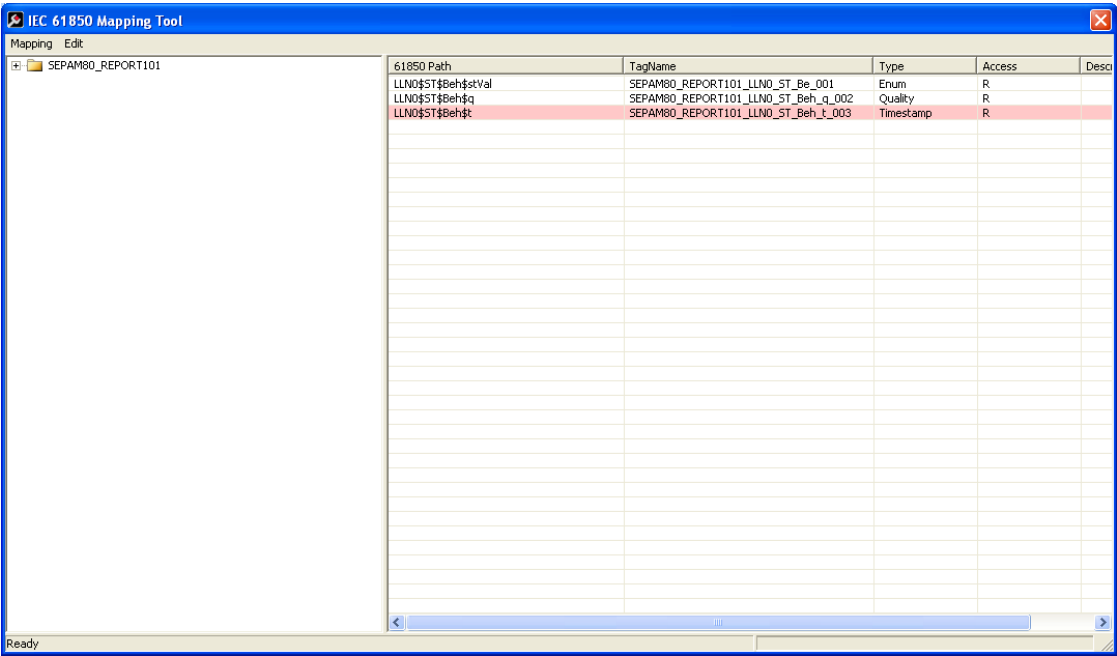 IEC 61850 Mapping Tool
Mapping Edit
SEPAM80_REPORT101
61850 Path TagName Type Access Descr
LLN0$ST$Beh$stVal SEPAM80_REPORT101_LLN0_ST_Be_001 Enum R
LLN0$ST$Beh$q SEPAM80_REPORT101_LLN0_ST_Beh_q_002 Quality R
LLN0$ST$Beh$t SEPAM80_REPORT101_LLN0_ST_Beh_t_003 Timestamp R
Ready